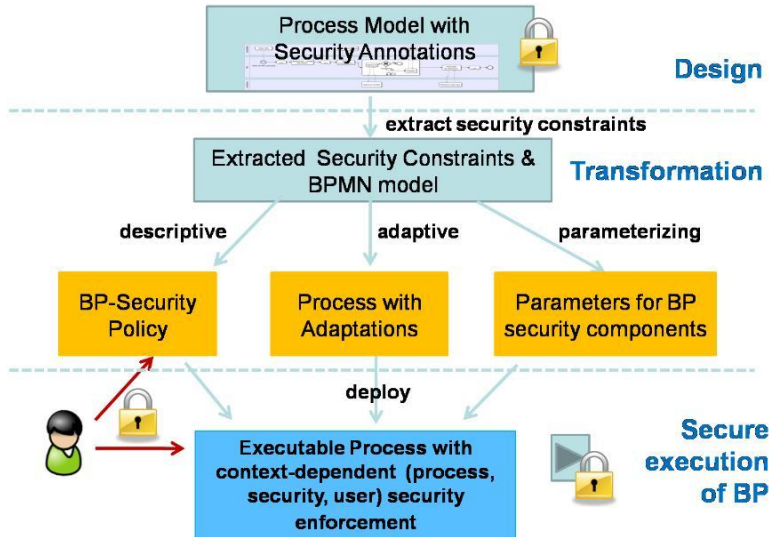 Process Model with
Security Annotations
Design
extract security constraints
Extracted Security Constraints &
BPMN model
Transformation
descriptive
adaptive
parameterizing
BP-Security
Policy
Process with
Adaptations
Parameters for BP
security components
deploy
Executable Process with
context-dependent (process,
security, user) security
enforcement
Secure
execution
of BP